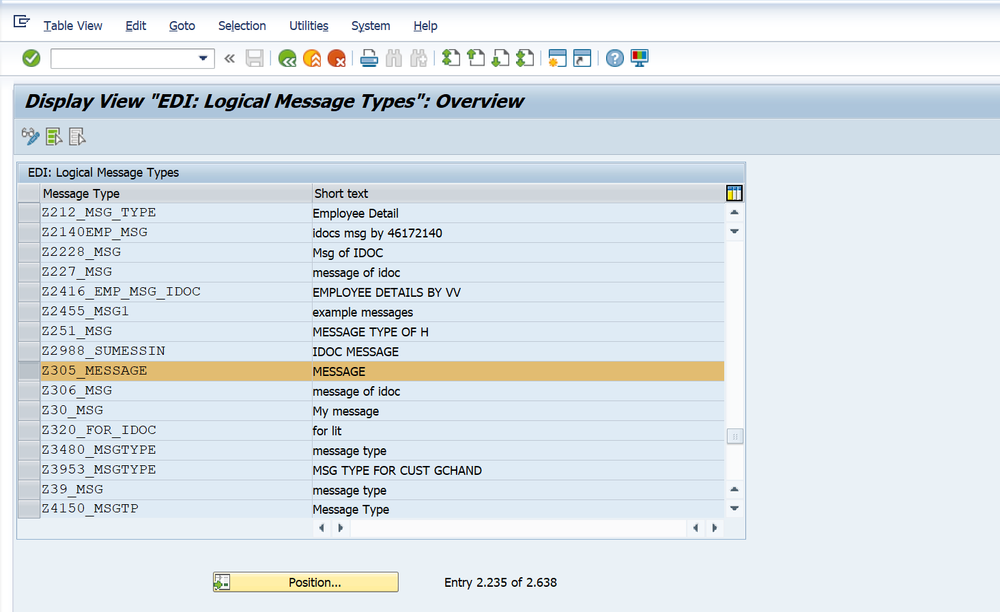 Table View Edit Goto Selection Utilities System Help
Display View "EDI: Logical Message Types": Overview
EDI: Logical Message Types
Message Type Short text
Z212_MSG_TYPE Employee Detail
Z2140EMP_MSG idocs msg by 46172140
Z2228_MSG Msg of IDOC
Z227_MSG message of idoc
Z2416_EMP_MSG_IDOC EMPLOYEE DETAILS BY VV
Z2455_MSG1 example messages
Z251_MSG MESSAGE TYPE OF H
Z2988_SUMESSIN IDOC MESSAGE
Z305_MESSAGE MESSAGE
Z306_MSG message of idoc
Z30_MSG My message
Z320_FOR_IDOC for lit
Z3480_MSGTYPE message type
Z3953_MSGTYPE MSG TYPE FOR CUST GCHAND
Z39_MSG message type
Z4150_MSGTP Message Type
Position... Entry 2.235 of 2.638